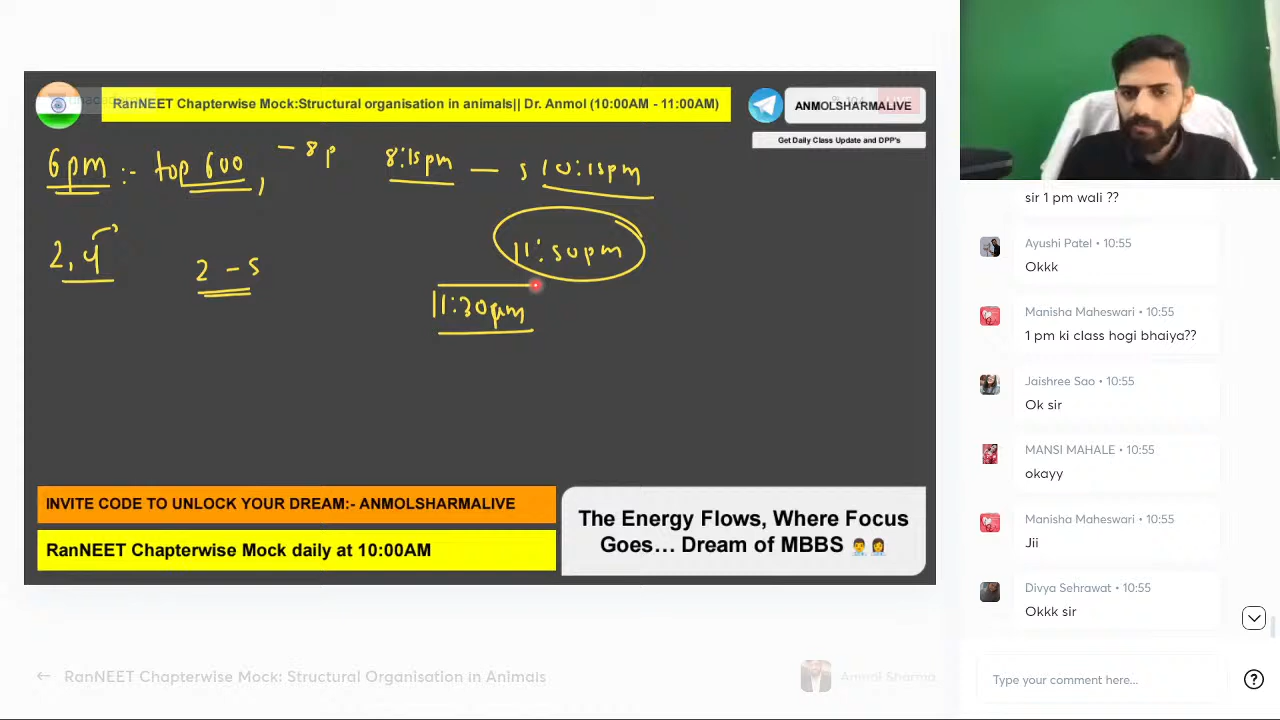 RanNEET Chapterwise Mock:Structural organisation in animals|| Dr. Anmol (10:00AM - 11:00AM)
ANMOLSHARMALIVE
Get Daily Class Update and DPP's
6pm :- top 600, - 8 p
8:15pm - 10:15pm
2, 4
2 - 5
11:50pm
11:30pm
INVITE CODE TO UNLOCK YOUR DREAM:- ANMOLSHARMALIVE
RanNEET Chapterwise Mock daily at 10:00AM
The Energy Flows, Where Focus
Goes... Dream of MBBS
← RanNEET Chapterwise Mock: Structural Organisation in Animals
Anmol Sharma...
sir 1 pm wali ??
Ayushi Patel • 10:55
Okkk
Manisha Maheswari • 10:55
1 pm ki class hogi bhaiya??
Jaishree Sao • 10:55
Ok sir
MANSI MAHALE • 10:55
okayy
Manisha Maheswari • 10:55
Jii
Divya Sehrawat • 10:55
Okkk sir
Type your comment here...